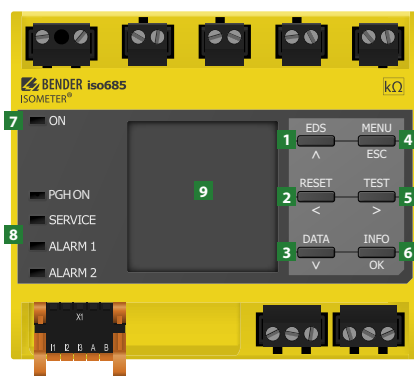 BENDER iso685
ISOMETER®
kΩ
7 ON
1 EDS MENU 4
ʌ ESC
9
PGH ON
2 RESET TEST 5
< >
SERVICE
8
ALARM 1
3 DATA INFO 6
v OK
ALARM 2
X1
I1 I2 I3 A B